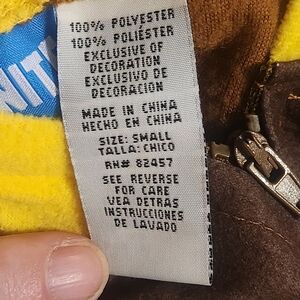 100% POLYESTER
100% POLIÉSTER
EXCLUSIVE OF
DECORATION
EXCLUSIVO DE
DECORACION
MADE IN CHINA
HECHO EN CHINA
SIZE: SMALL
TALLA: CHICO
RN# 82457
SEE REVERSE
FOR CARE
VEA DETRAS
INSTRUCCIONES
DE LAVADO